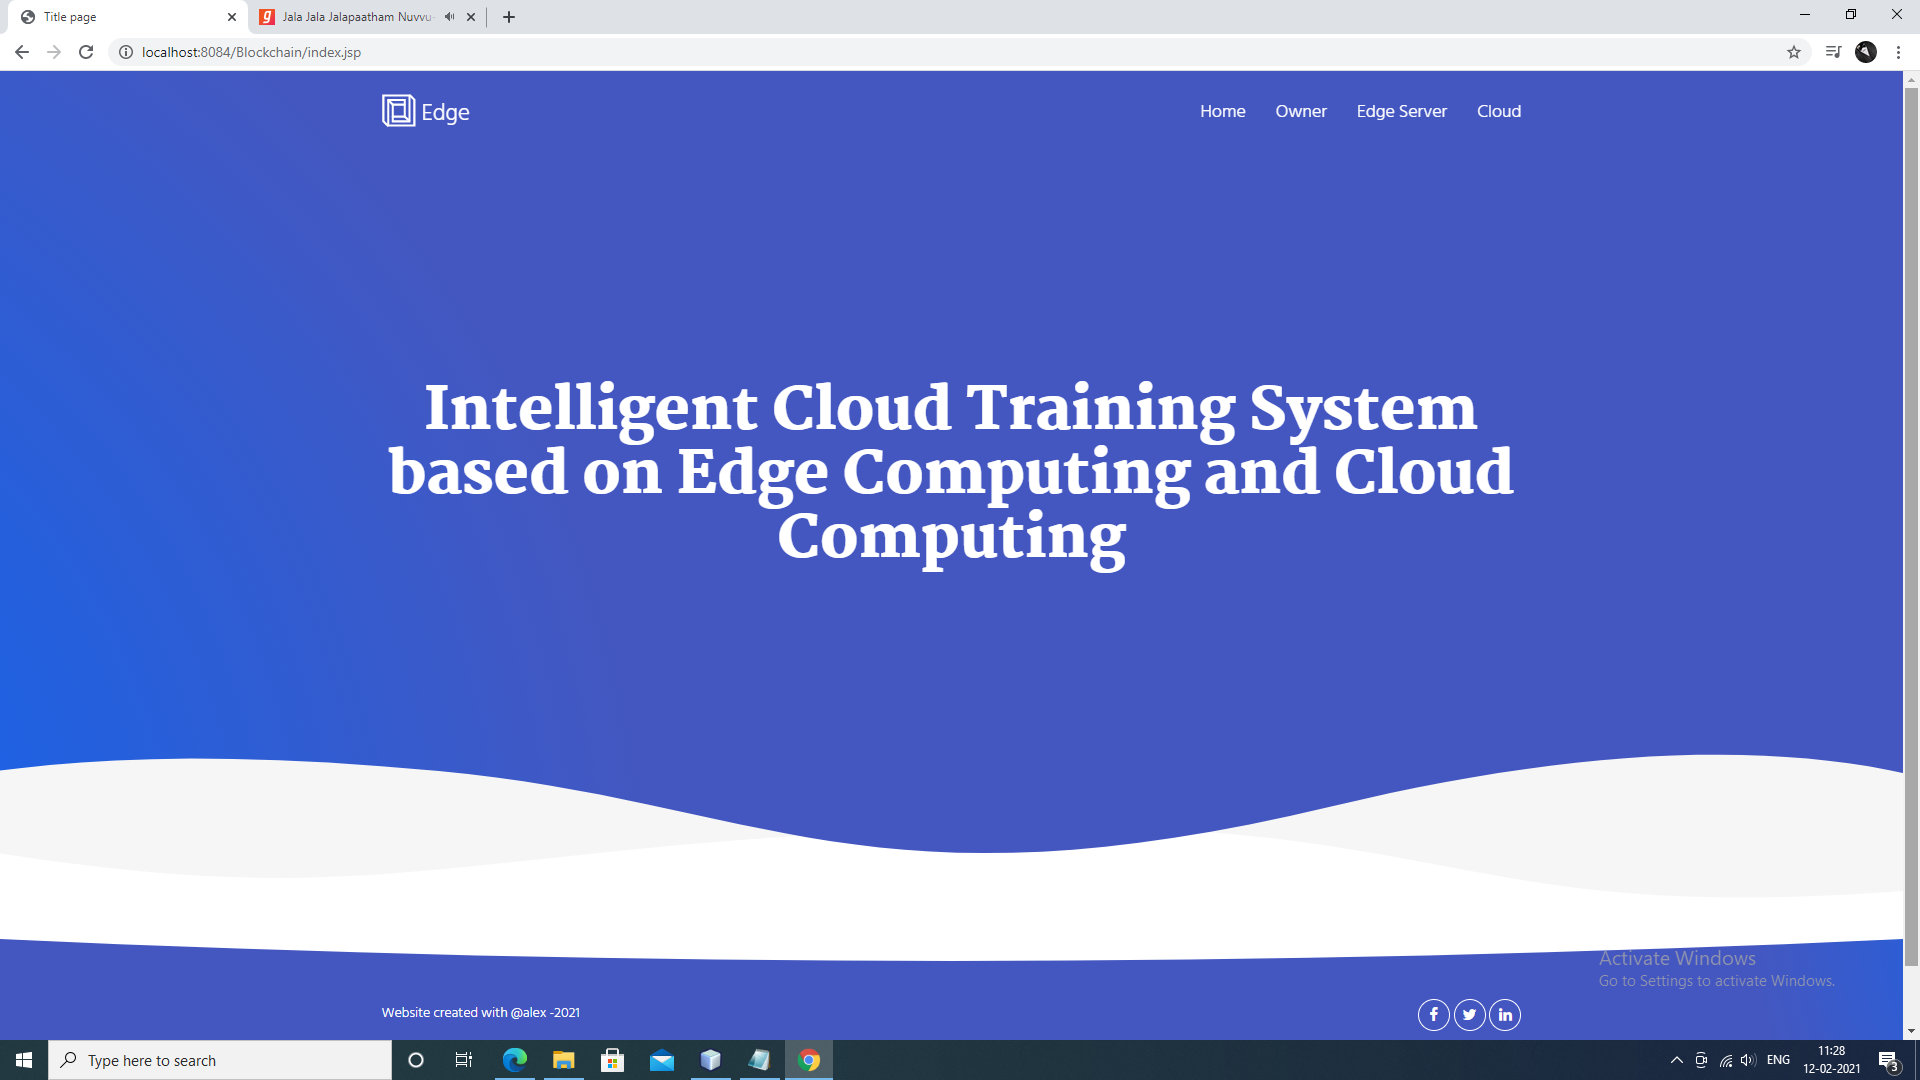 Title page
Jala Jala Jalapaatham Nuvvu
localhost:8084/Blockchain/index.jsp
Edge
Home Owner Edge Server Cloud
Intelligent Cloud Training System
based on Edge Computing and Cloud
Computing
Activate Windows
Go to Settings to activate Windows.
Website created with @alex -2021
Type here to search
ENG
11:28
12-02-2021
3